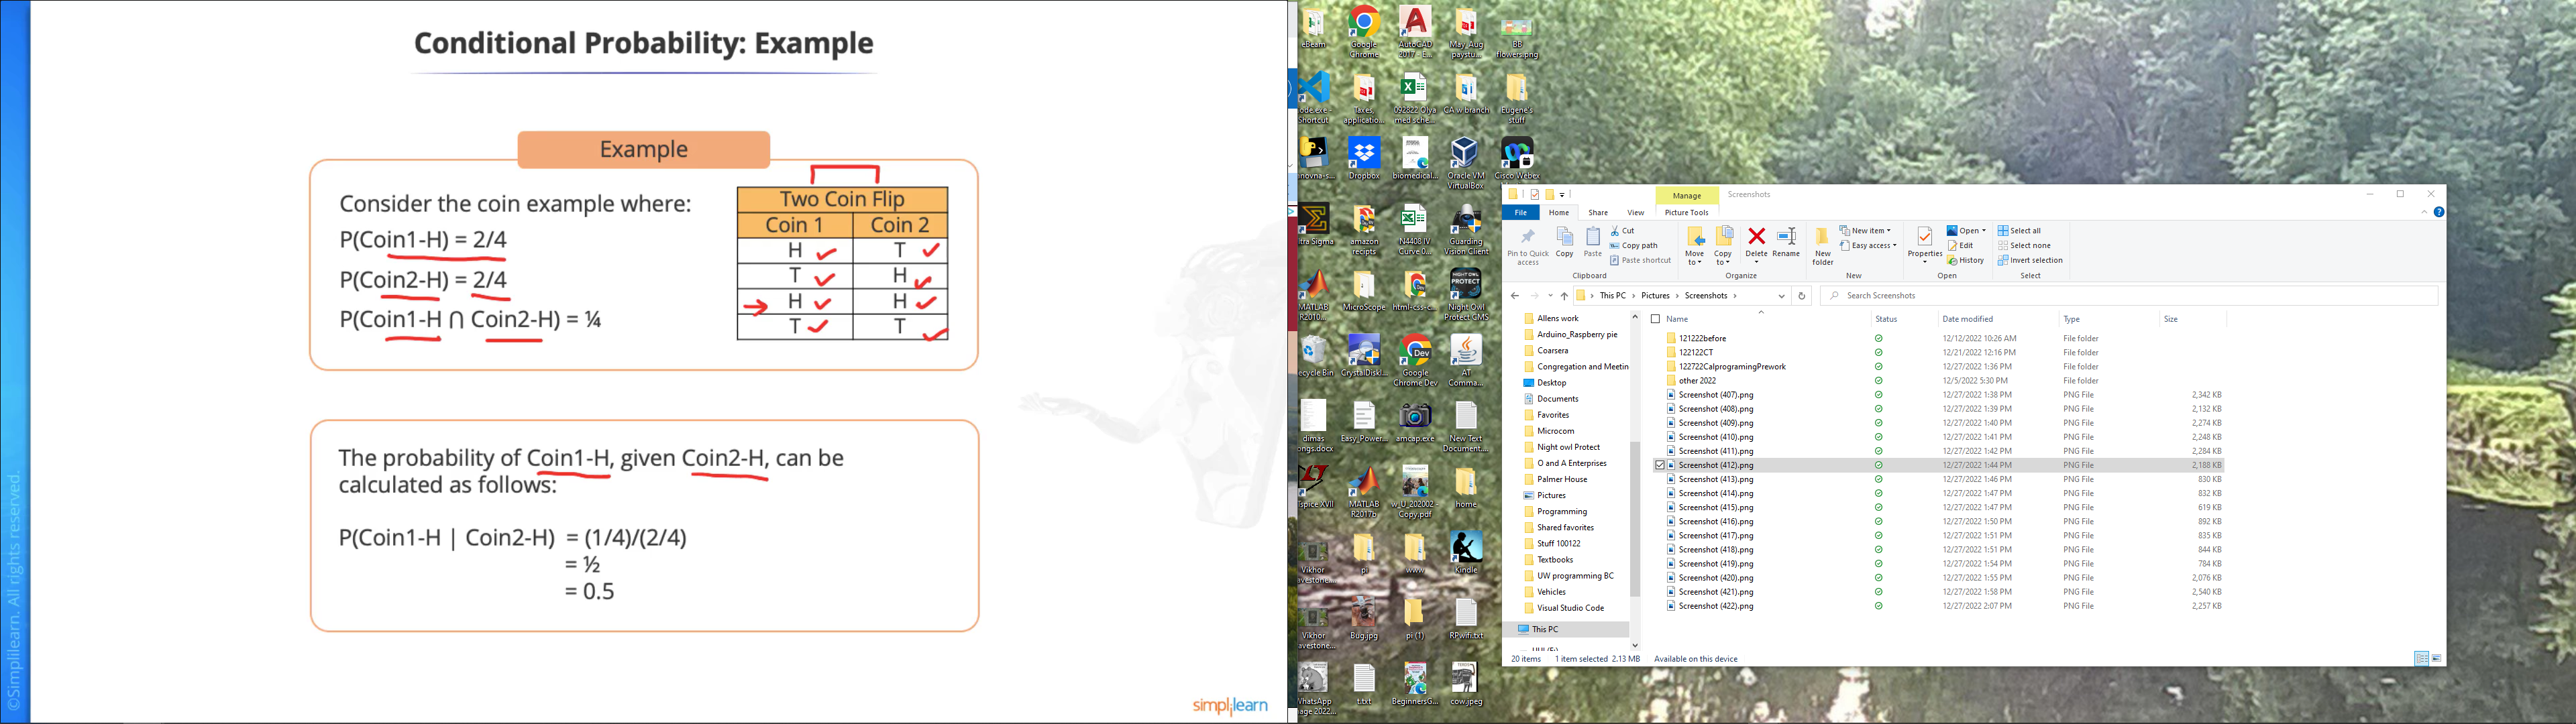 Conditional Probability: Example
Example
Consider the coin example where:
P(Coin1-H) = 2/4
P(Coin2-H) = 2/4
P(Coin1-H ∩ Coin2-H) = ¼
Two Coin Flip
Coin 1 Coin 2
H T
T H
H H
T T
The probability of Coin1-H, given Coin2-H, can be
calculated as follows:
P(Coin1-H | Coin2-H) = (1/4)/(2/4)
= ½
= 0.5
©Simplilearn. All rights reserved.
simplilearn
eBeam
Google Chrome
AutoCAD 2017 - E...
May_Aug paystu...
BB flowers.png
Shortcut
Taxes, applicatio...
092822 Olya med sche...
CA w branch
Eugene's stuff
Dropbox
biomedical...
Oracle VM VirtualBox
Cisco Webex
ltra Sigma
amazon recipts
N4408 IV Curve 0...
Guarding Vision Client
MATLAB R2010...
MicroScope
html-css-c...
Night Owl Protect CMS
ecycle Bin
CrystalDiskI...
Google Chrome Dev
AT Comma...
dimas ongs.docx
Easy_Power...
amcap.exe
New Text Docume...
Tspice XVII
MATLAB R2017b
w_U_202002 - Copy.pdf
home
Vikhor avestone...
pi
www
Kindle
Vikhor avestone...
Bug.jpg
pi (1)
RPwifi.txt
WhatsApp age 2022...
t.txt
BeginnersG...
cow.jpeg
Manage Screenshots
File Home Share View Picture Tools
Pin to Quick access
Copy
Paste
Cut
Copy path
Paste shortcut
Move to
Copy to
Delete
Rename
New folder
New item
Easy access
Properties
Open
Edit
History
Select all
Select none
Invert selection
Clipboard Organize New Open Select
This PC Pictures Screenshots
Search Screenshots
Allens work
Arduino_Raspberry pie
Coarsera
Congregation and Meetin
Desktop
Documents
Favorites
Microcom
Night owl Protect
O and A Enterprises
Palmer House
Pictures
Programming
Shared favorites
Stuff 100122
Textbooks
UW programming BC
Vehicles
Visual Studio Code
This PC
Name Status Date modified Type Size
121222before 12/12/2022 10:26 AM File folder
122122CT 12/21/2022 12:16 PM File folder
122722CalprogramingPrework 12/27/2022 1:36 PM File folder
other 2022 12/5/2022 5:30 PM File folder
Screenshot (407).png 12/27/2022 1:38 PM PNG File 2,342 KB
Screenshot (408).png 12/27/2022 1:39 PM PNG File 2,132 KB
Screenshot (409).png 12/27/2022 1:40 PM PNG File 2,274 KB
Screenshot (410).png 12/27/2022 1:41 PM PNG File 2,248 KB
Screenshot (411).png 12/27/2022 1:42 PM PNG File 2,284 KB
Screenshot (412).png 12/27/2022 1:44 PM PNG File 2,188 KB
Screenshot (413).png 12/27/2022 1:46 PM PNG File 830 KB
Screenshot (414).png 12/27/2022 1:47 PM PNG File 832 KB
Screenshot (415).png 12/27/2022 1:47 PM PNG File 619 KB
Screenshot (416).png 12/27/2022 1:50 PM PNG File 892 KB
Screenshot (417).png 12/27/2022 1:51 PM PNG File 835 KB
Screenshot (418).png 12/27/2022 1:51 PM PNG File 844 KB
Screenshot (419).png 12/27/2022 1:54 PM PNG File 784 KB
Screenshot (420).png 12/27/2022 1:55 PM PNG File 2,076 KB
Screenshot (421).png 12/27/2022 1:58 PM PNG File 2,540 KB
Screenshot (422).png 12/27/2022 2:07 PM PNG File 2,257 KB
20 items 1 item selected 2.13 MB Available on this device